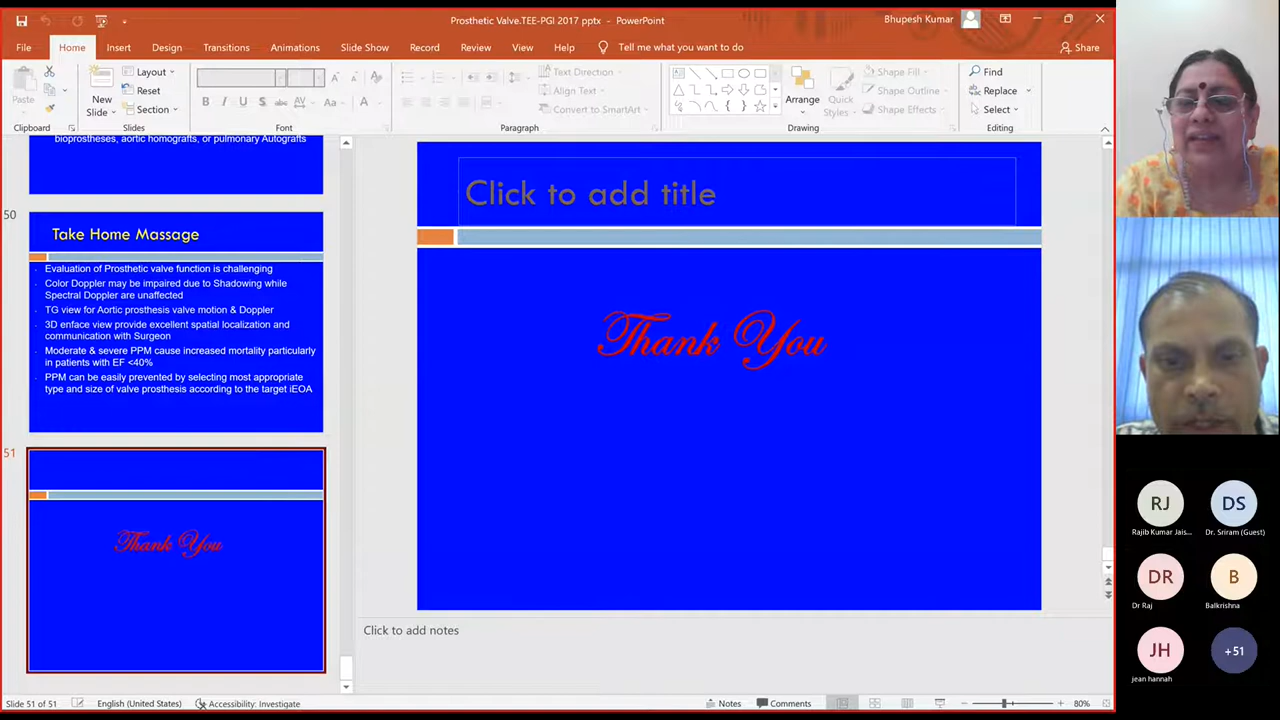 Prosthetic Valve.TEE-PGI 2017 pptx - PowerPoint
Bhupesh Kumar
File Home Insert Design Transitions Animations Slide Show Record Review View Help Tell me what you want to do Share
Paste
Clipboard
New
Slide
Layout
Reset
Section
Slides
B I U S ab AV Aa A
Font
Text Direction
Align Text
Convert to SmartArt
Paragraph
Arrange
Quick
Styles
Shape Fill
Shape Outline
Shape Effects
Drawing
Find
Replace
Select
Editing
bioprostheses, aortic homografts, or pulmonary Autografts
50
Take Home Massage
Evaluation of Prosthetic valve function is challenging
Color Doppler may be impaired due to Shadowing while
Spectral Doppler are unaffected
TG view for Aortic prosthesis valve motion & Doppler
3D enface view provide excellent spatial localization and
communication with Surgeon
Moderate & severe PPM cause increased mortality particularly
in patients with EF <40%
PPM can be easily prevented by selecting most appropriate
type and size of valve prosthesis according to the target iEOA
51
Thank You
Click to add title
Thank You
Click to add notes
Slide 51 of 51 English (United States) Accessibility: Investigate Notes Comments 80%
RJ
Rajib Kumar Jais...
DS
Dr. Sriram (Guest)
DR
Dr Raj
B
Balkrishna
JH
jean hannah
+51